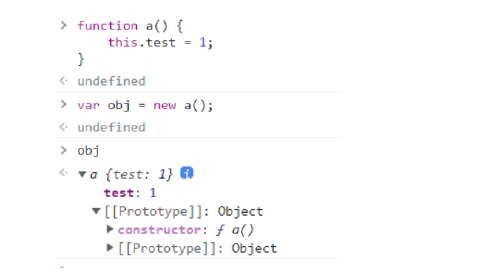 > function a() {
this.test = 1;
}
<· undefined
> var obj = new a();
<· undefined
> obj
<· ▼a {test: 1} i
test: 1
▼[[Prototype]]: Object
▶constructor: ƒ a()
▶[[Prototype]]: Object